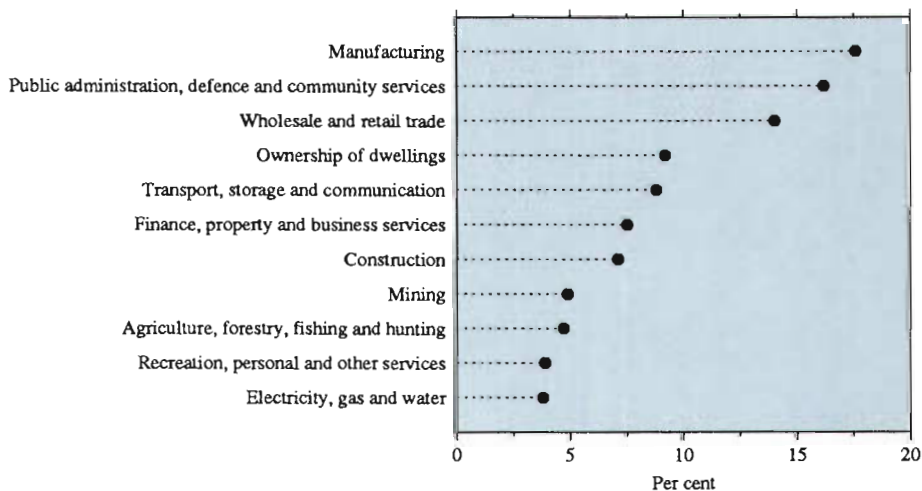 Manufacturing
Public administration, defence and community services
Wholesale and retail trade
Ownership of dwellings
Transport, storage and communication
Finance, property and business services
Construction
Mining
Agriculture, forestry, fishing and hunting
Recreation, personal and other services
Electricity, gas and water
0 5 10 15 20
Per cent